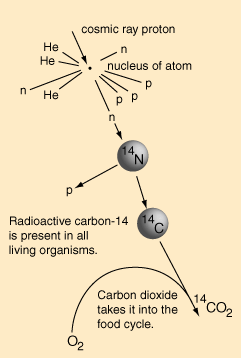 cosmic ray proton
He
n
He
nucleus of atom
n
He
p
p
p
n
14N
p
Radioactive carbon-14
is present in all
living organisms.
14C
Carbon dioxide
takes it into the
food cycle.
14CO2
O2